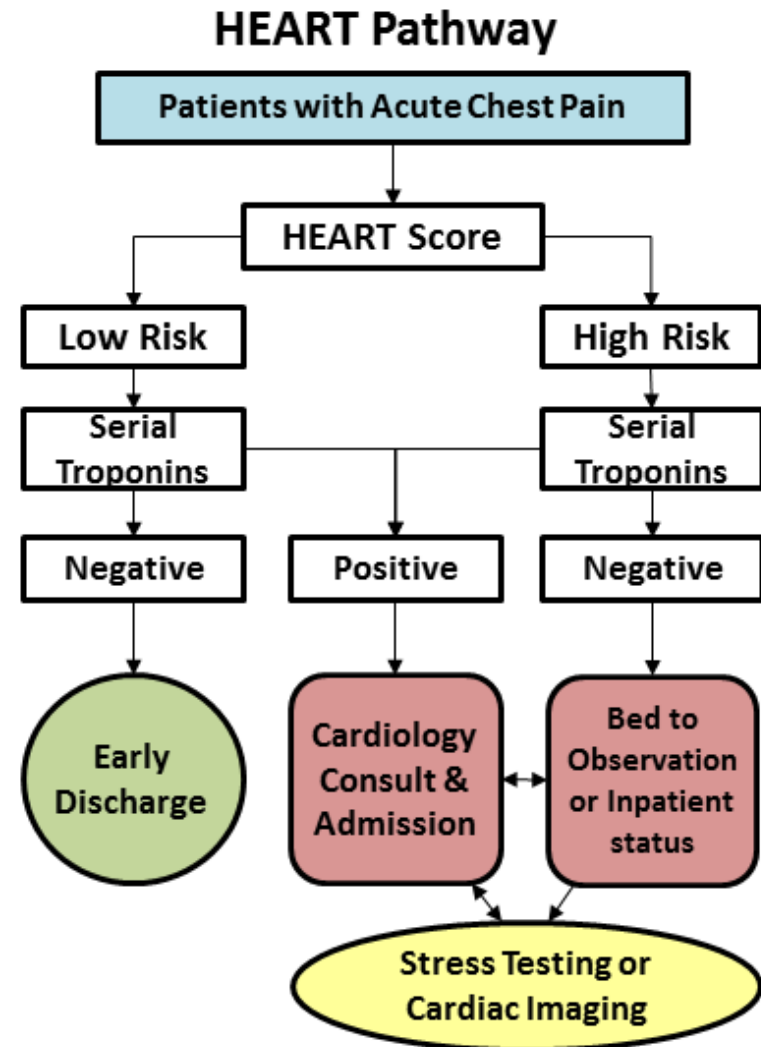 HEART Pathway
Patients with Acute Chest Pain
HEART Score
Low Risk
High Risk
Serial
Troponins
Serial
Troponins
Negative
Positive
Negative
Early
Discharge
Cardiology
Consult &
Admission
Bed to
Observation
or Inpatient
status
Stress Testing or
Cardiac Imaging